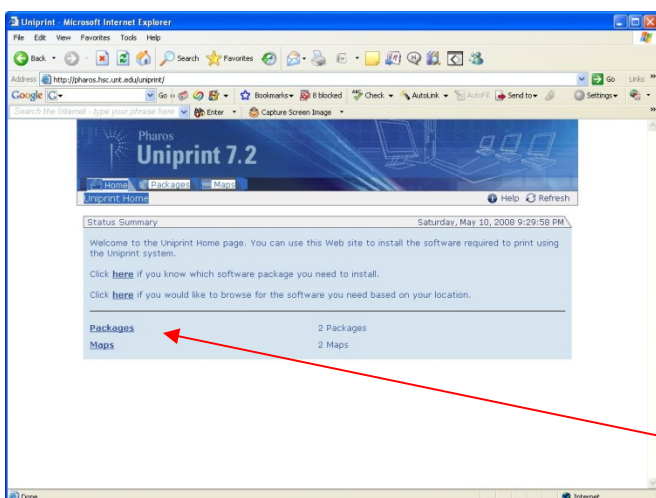 Uniprint - Microsoft Internet Explorer
File Edit View Favorites Tools Help
Back Search Favorites
Address http://pharos.hsc.unt.edu/uniprint/ Go Links »
Google G Go Bookmarks 8 blocked Check AutoLink AutoFill Send to Settings
Search the Internet - type your phrase here Enter Capture Screen Image »
Pharos
Uniprint 7.2
Home Packages Maps
Uniprint Home Help Refresh
Status Summary Saturday, May 10, 2008 9:29:58 PM
Welcome to the Uniprint Home page. You can use this Web site to install the software required to print using
the Uniprint system.
Click here if you know which software package you need to install.
Click here if you would like to browse for the software you need based on your location.
Packages 2 Packages
Maps 2 Maps
Done Internet